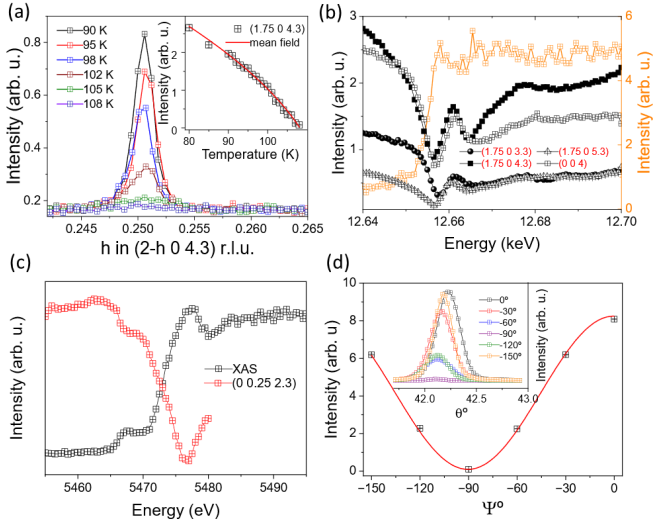 (a)
90 K
95 K
98 K
102 K
105 K
108 K
0.8
0.6
0.4
0.2
Intensity (arb. u.)
0.245
0.250
0.255
0.260
0.265
h in (2-h 0 4.3) r.l.u.
(1.75 0 4.3)
mean field
2
1
0
Intensity (arb. u.)
80
90
100
Temperature (K)
(b)
3
2
1
Intensity (arb. u.)
6
5
4
3
2
1
0
Intensity (arb. u.)
(1.75 0 3.3)
(1.75 0 5.3)
(1.75 0 4.3)
(0 0 4)
12.64
12.66
12.68
12.70
Energy (keV)
(c)
Intensity (arb. u.)
XAS
(0 0.25 2.3)
5460
5470
5480
5490
Energy (eV)
(d)
10
8
6
4
2
0
Intensity (arb. u.)
0º
-30º
-60º
-90º
-120º
-150º
42.0
42.5
43.0
θº
Intensity (arb. u.)
-150
-120
-90
-60
-30
0
Ψº